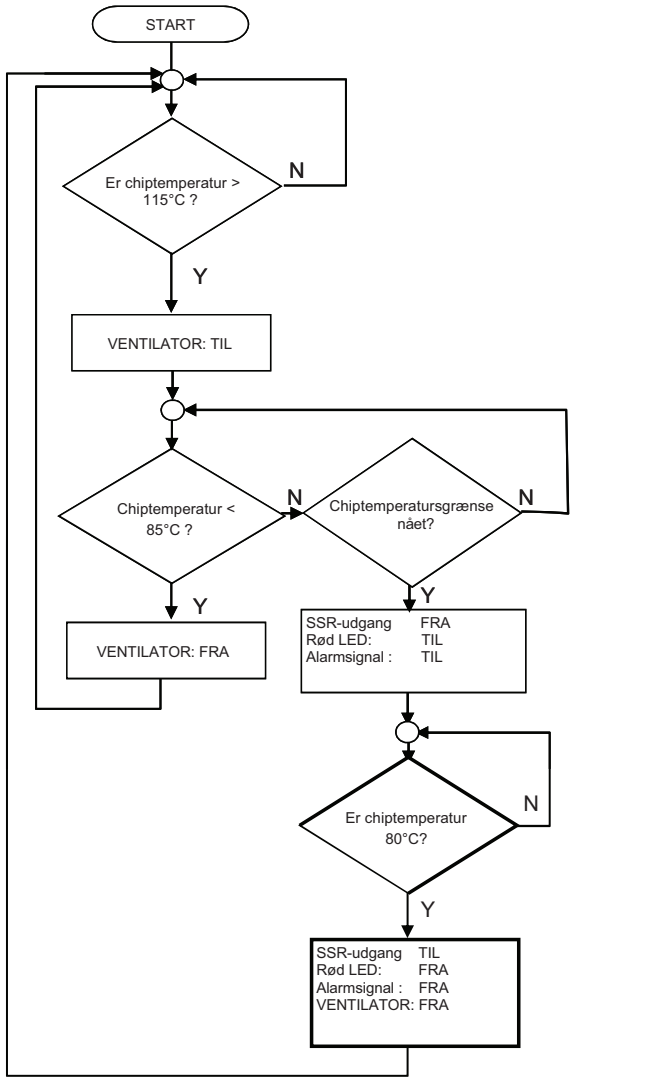 START
Er chiptemperatur >
115°C ?
N
Y
VENTILATOR: TIL
Chiptemperatur <
85°C ?
N
Chiptemperatursgrænse
nået?
N
Y
Y
VENTILATOR: FRA
SSR-udgang FRA
Rød LED: TIL
Alarmsignal : TIL
Er chiptemperatur
80°C?
N
Y
SSR-udgang TIL
Rød LED: FRA
Alarmsignal : FRA
VENTILATOR: FRA